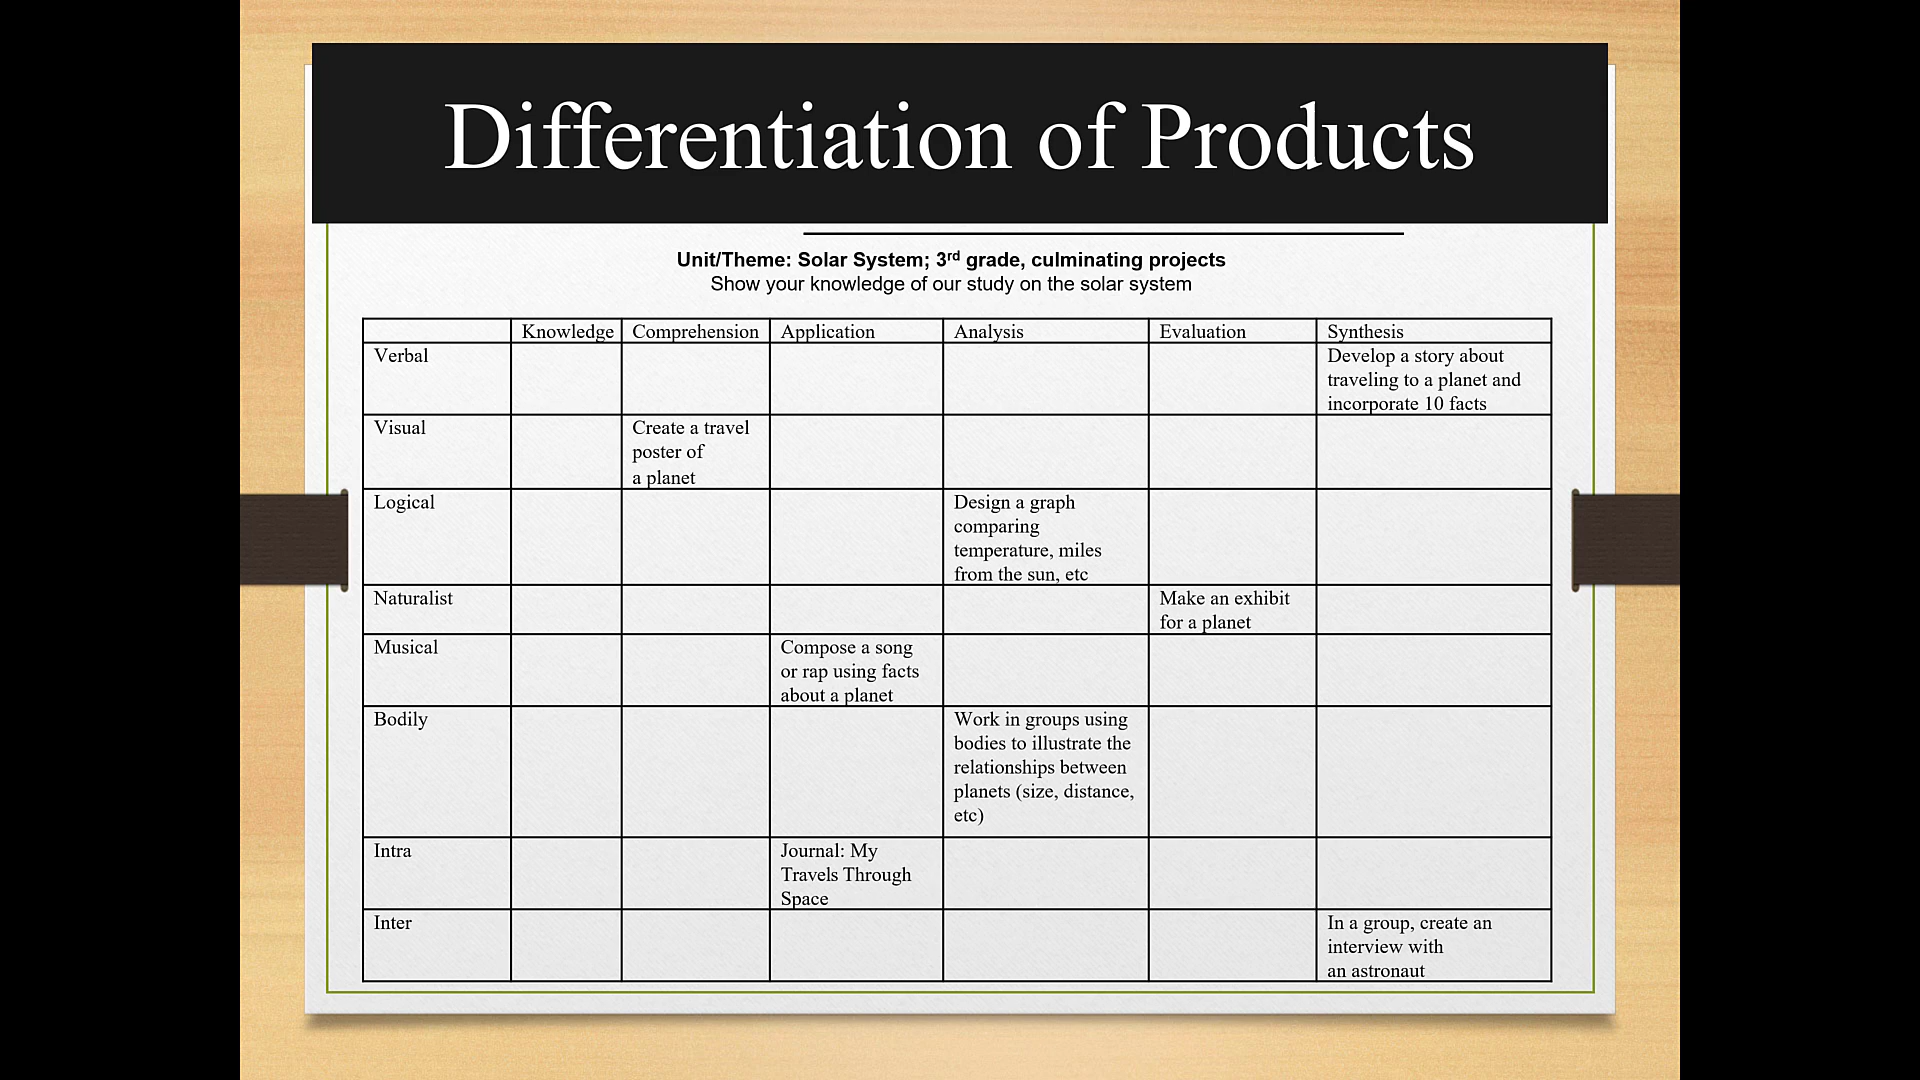 Differentiation of Products
Unit/Theme: Solar System; 3rd grade, culminating projects
Show your knowledge of our study on the solar system
Knowledge Comprehension Application Analysis Evaluation Synthesis
Verbal
Develop a story about
traveling to a planet and
incorporate 10 facts
Visual
Create a travel
poster of
a planet
Logical
Design a graph
comparing
temperature, miles
from the sun, etc
Naturalist
Make an exhibit
for a planet
Musical
Compose a song
or rap using facts
about a planet
Bodily
Work in groups using
bodies to illustrate the
relationships between
planets (size, distance,
etc)
Intra
Journal: My
Travels Through
Space
Inter
In a group, create an
interview with
an astronaut